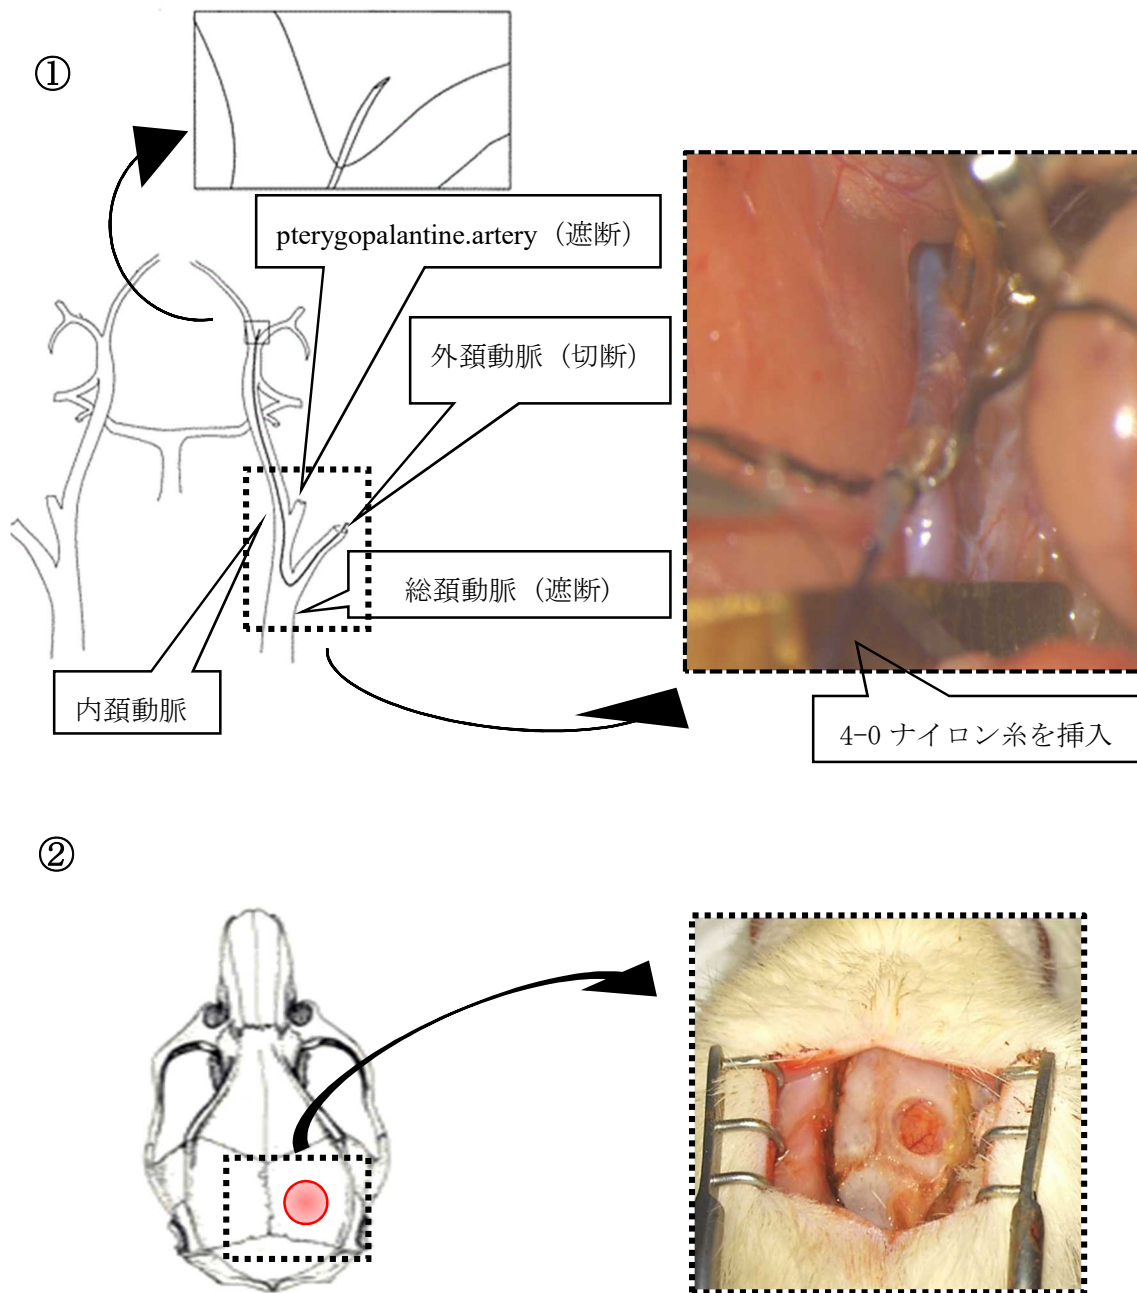 ①
pterygopalantine.artery（遮断）
外頚動脈（切断）
総頚動脈（遮断）
内頚動脈
4-0 ナイロン糸を挿入
②